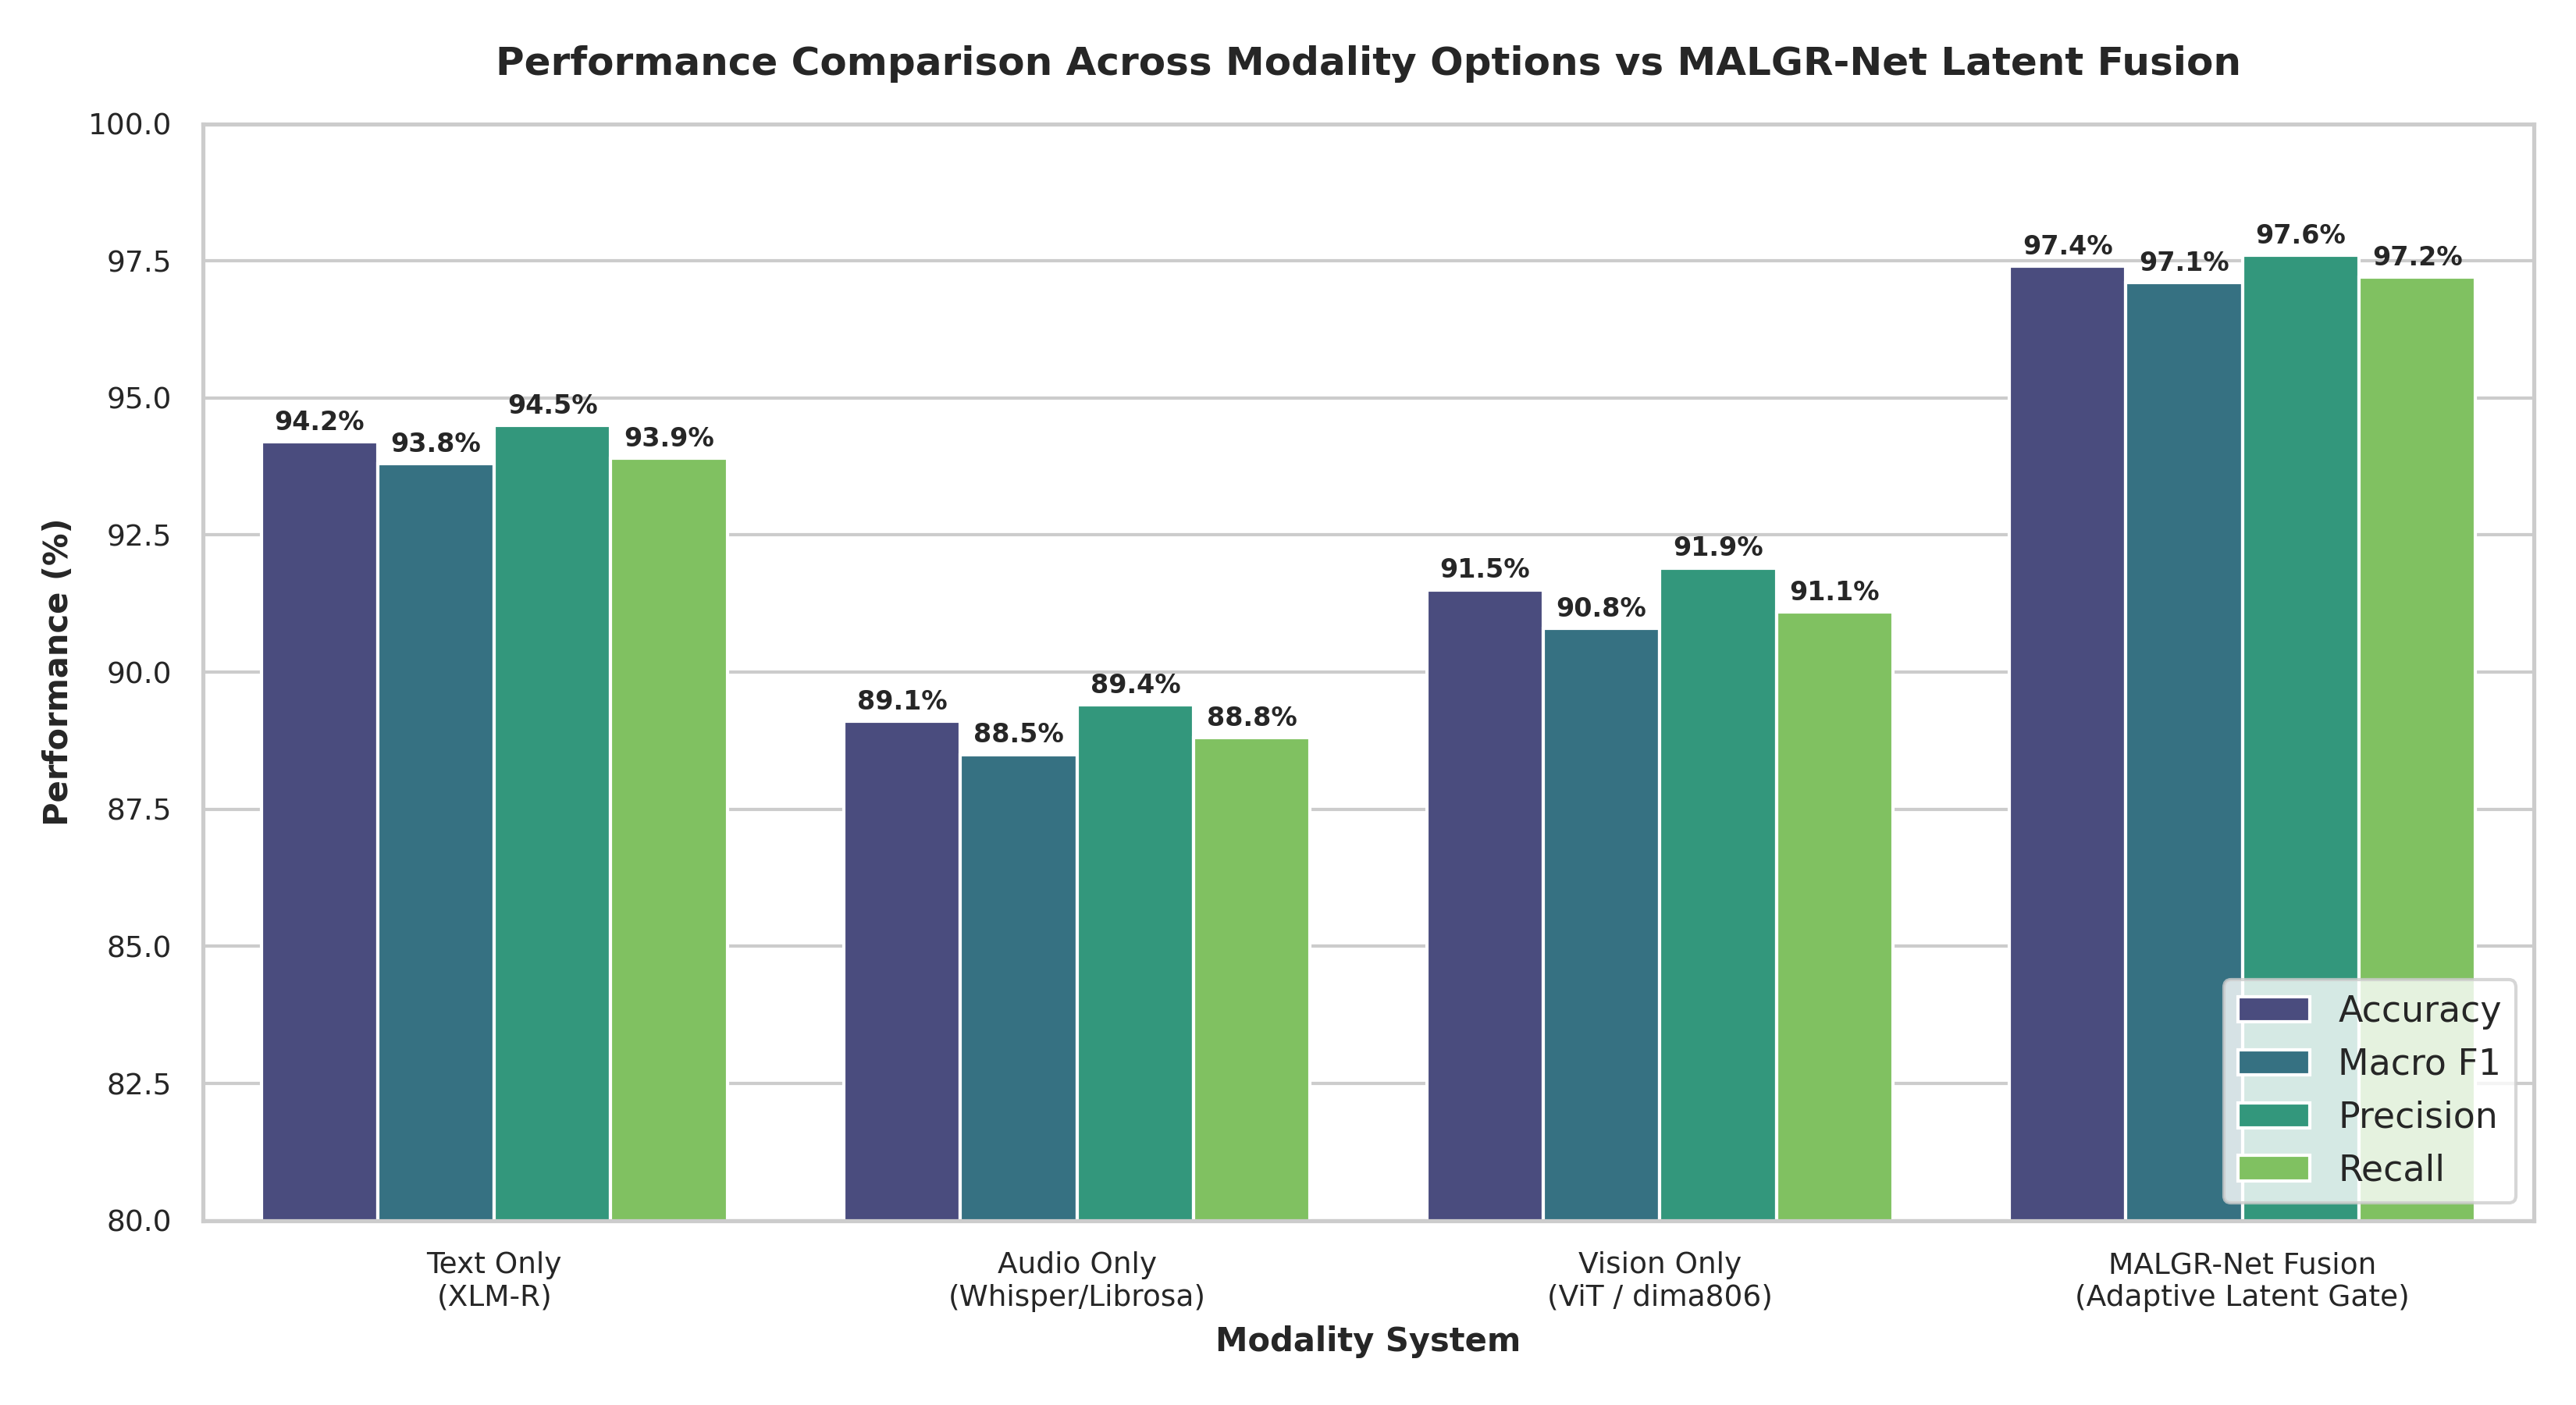 Performance Comparison Across Modality Options vs MALGR-Net Latent Fusion
Performance (%)
100.0
97.5
95.0
92.5
90.0
87.5
85.0
82.5
80.0
94.2%
93.8%
94.5%
93.9%
89.1%
88.5%
89.4%
88.8%
91.5%
90.8%
91.9%
91.1%
97.4%
97.1%
97.6%
97.2%
Accuracy
Macro F1
Precision
Recall
Text Only
(XLM-R)
Audio Only
(Whisper/Librosa)
Vision Only
(ViT / dima806)
MALGR-Net Fusion
(Adaptive Latent Gate)
Modality System